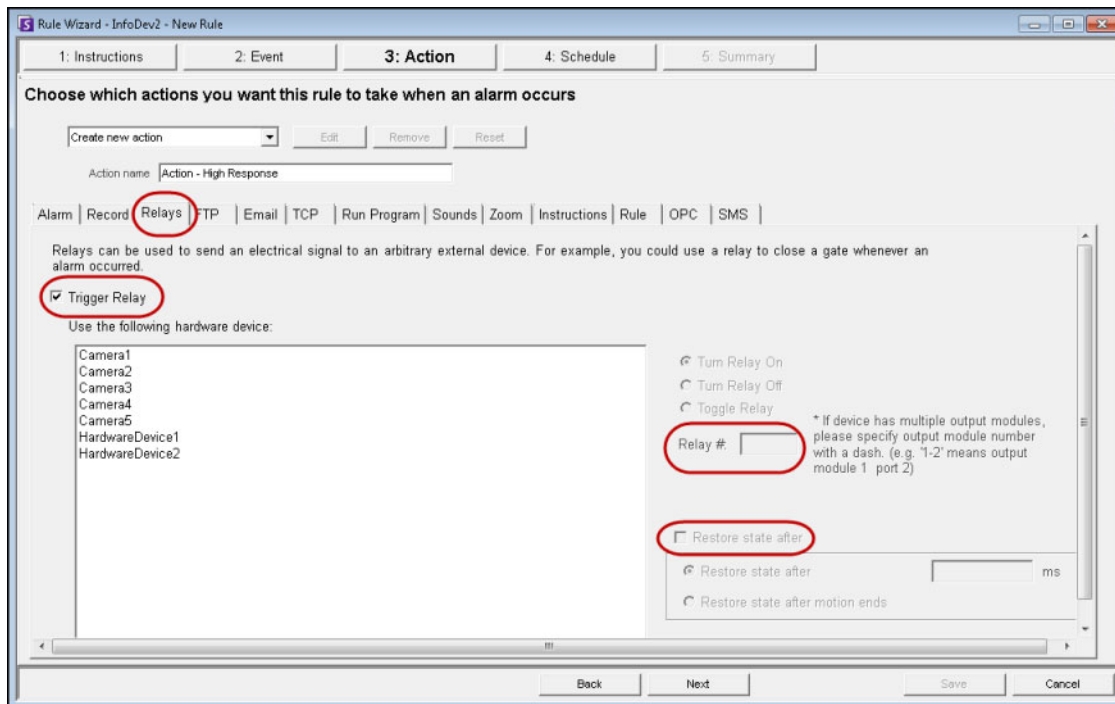 Rule Wizard - InfoDev2 - New Rule
1: Instructions
2: Event
3: Action
4: Schedule
5: Summary
Choose which actions you want this rule to take when an alarm occurs
Create new action
Edit
Remove
Reset
Action name
Action - High Response
Alarm
Record
Relays
FTP
Email
TCP
Run Program
Sounds
Zoom
Instructions
Rule
OPC
SMS
Relays can be used to send an electrical signal to an arbitrary external device. For example, you could use a relay to close a gate whenever an
alarm occurred.
Trigger Relay
Use the following hardware device:
Camera1
Camera2
Camera3
Camera4
Camera5
HardwareDevice1
HardwareDevice2
Turn Relay On
Turn Relay Off
Toggle Relay
Relay #:
* If device has multiple output modules,
please specify output module number
with a dash. (e.g. '1-2' means output
module 1 port 2)
Restore state after
Restore state after
ms
Restore state after motion ends
Back
Next
Save
Cancel